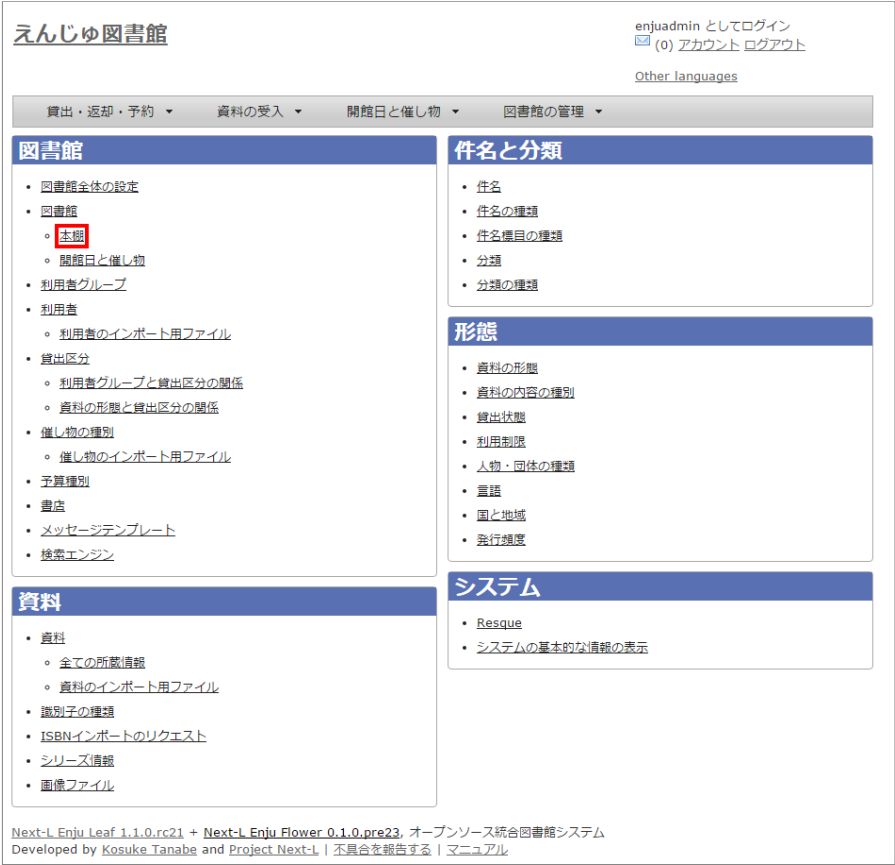 えんじゅ図書館
enjuadmin としてログイン
(0) アカウント ログアウト
Other languages
貸出・返却・予約 ▼ 資料の受入 ▼ 開館日と催し物 ▼ 図書館の管理 ▼
図書館
• 図書館全体の設定
• 図書館
◦ 本棚
◦ 開館日と催し物
• 利用者グループ
• 利用者
◦ 利用者のインポート用ファイル
• 貸出区分
◦ 利用者グループと貸出区分の関係
◦ 資料の形態と貸出区分の関係
• 催し物の種別
◦ 催し物のインポート用ファイル
• 予算種別
• 書店
• メッセージテンプレート
• 検索エンジン
資料
• 資料
◦ 全ての所蔵情報
◦ 資料のインポート用ファイル
• 識別子の種類
• ISBNインポートのリクエスト
• シリーズ情報
• 画像ファイル
件名と分類
• 件名
• 件名の種類
• 件名標目の種類
• 分類
• 分類の種類
形態
• 資料の形態
• 資料の内容の種別
• 貸出状態
• 利用制限
• 人物・団体の種類
• 言語
• 国と地域
• 発行頻度
システム
• Resque
• システムの基本的な情報の表示
Next-L Enju Leaf 1.1.0.rc21 + Next-L Enju Flower 0.1.0.pre23, オープンソース統合図書館システム
Developed by Kosuke Tanabe and Project Next-L | 不具合を報告する | マニュアル